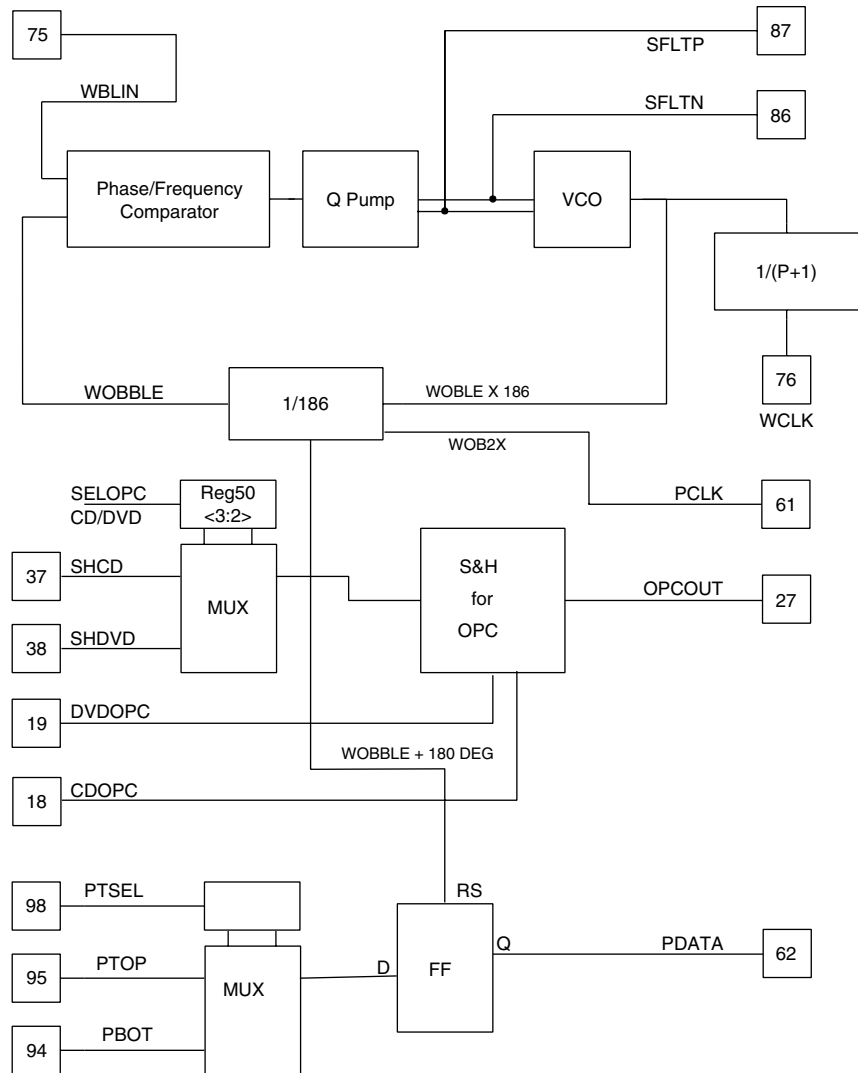 75
87
SFLTP
WBLIN
SFLTN
86
Phase/Frequency
Comparator
Q Pump
VCO
1/(P+1)
WOBBLE
1/186
WOBLE X 186
76
WCLK
WOB2X
SELOPC
CD/DVD
Reg50
<3:2>
PCLK
61
37
SHCD
MUX
S&H
for
OPC
OPCOUT
27
38
SHDVD
19
DVDOPC
WOBBLE + 180 DEG
18
CDOPC
98
PTSEL
RS
95
PTOP
MUX
D
FF
Q
PDATA
62
94
PBOT